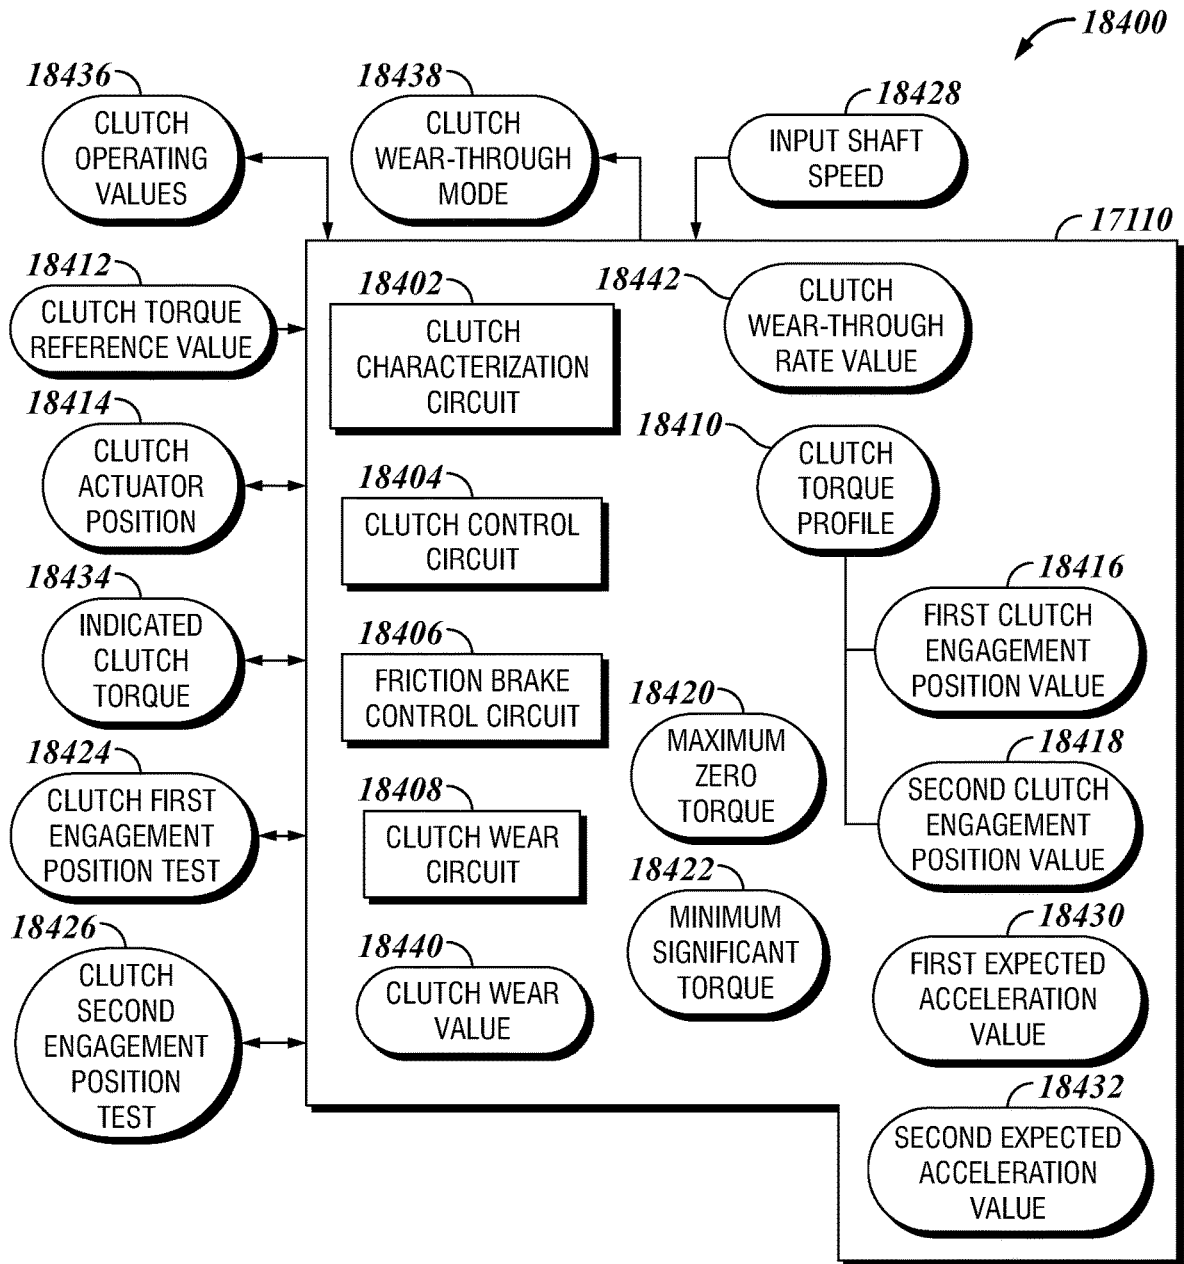 18400
18436
CLUTCH
OPERATING
VALUES
18438
CLUTCH
WEAR-THROUGH
MODE
18428
INPUT SHAFT
SPEED
17110
18412
CLUTCH TORQUE
REFERENCE VALUE
18414
CLUTCH
ACTUATOR
POSITION
18434
INDICATED
CLUTCH
TORQUE
18424
CLUTCH FIRST
ENGAGEMENT
POSITION TEST
18426
CLUTCH
SECOND
ENGAGEMENT
POSITION
TEST
18402
CLUTCH
CHARACTERIZATION
CIRCUIT
18404
CLUTCH CONTROL
CIRCUIT
18406
FRICTION BRAKE
CONTROL CIRCUIT
18408
CLUTCH WEAR
CIRCUIT
18440
CLUTCH WEAR
VALUE
18442
CLUTCH
WEAR-THROUGH
RATE VALUE
18410
CLUTCH
TORQUE
PROFILE
18420
MAXIMUM
ZERO
TORQUE
18422
MINIMUM
SIGNIFICANT
TORQUE
18416
FIRST CLUTCH
ENGAGEMENT
POSITION VALUE
18418
SECOND CLUTCH
ENGAGEMENT
POSITION VALUE
18430
FIRST EXPECTED
ACCELERATION
VALUE
18432
SECOND EXPECTED
ACCELERATION
VALUE